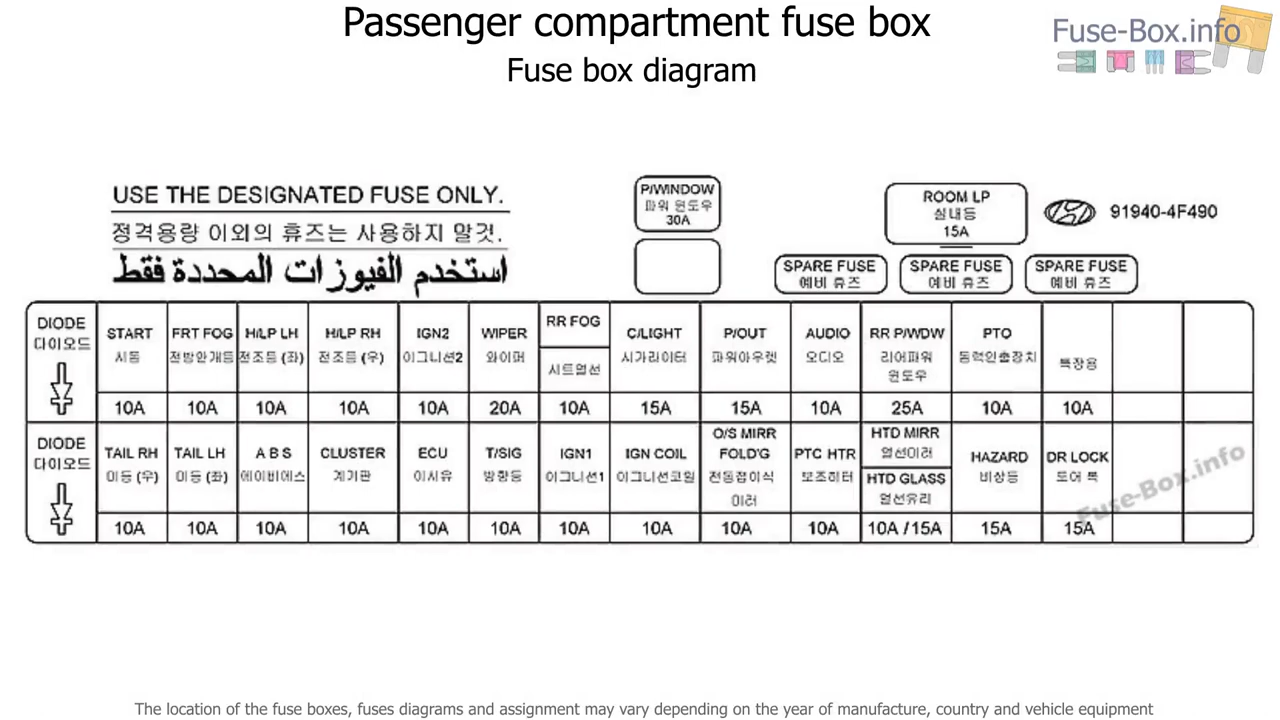 Passenger compartment fuse box
Fuse box diagram
Fuse-Box.info
USE THE DESIGNATED FUSE ONLY.
정격용량 이외의 휴즈는 사용하지 말것.
استخدم الفيوزات المحددة فقط
P/WINDOW
파워 윈도우
30A
ROOM LP
실내등
15A
91940-4F490
SPARE FUSE
예비 휴즈
SPARE FUSE
예비 휴즈
SPARE FUSE
예비 휴즈
DIODE
다이오드
START
시동
10A
FRT FOG
전방안개등
10A
H/LP LH
전조등 (좌)
10A
H/LP RH
전조등 (우)
10A
IGN2
이그니션2
10A
WIPER
와이퍼
20A
RR FOG
시트열선
10A
C/LIGHT
시가라이터
15A
P/OUT
파워아우렛
15A
AUDIO
오디오
10A
RR P/WDW
리어파워
윈도우
25A
PTO
동력인출장치
10A
특장용
10A
DIODE
다이오드
TAIL RH
미등 (우)
10A
TAIL LH
미등 (좌)
10A
A B S
에이비에스
10A
CLUSTER
계기판
10A
ECU
이시유
10A
T/SIG
방향등
10A
IGN1
이그니션1
10A
IGN COIL
이그니션코일
10A
O/S MIRR
FOLD'G
전동접이식
미러
10A
PTC HTR
보조히터
10A
HTD MIRR
열선미러
HTD GLASS
열선유리
10A / 15A
HAZARD
비상등
15A
DR LOCK
도어 록
15A
Fuse-Box.info
The location of the fuse boxes, fuses diagrams and assignment may vary depending on the year of manufacture, country and vehicle equipment